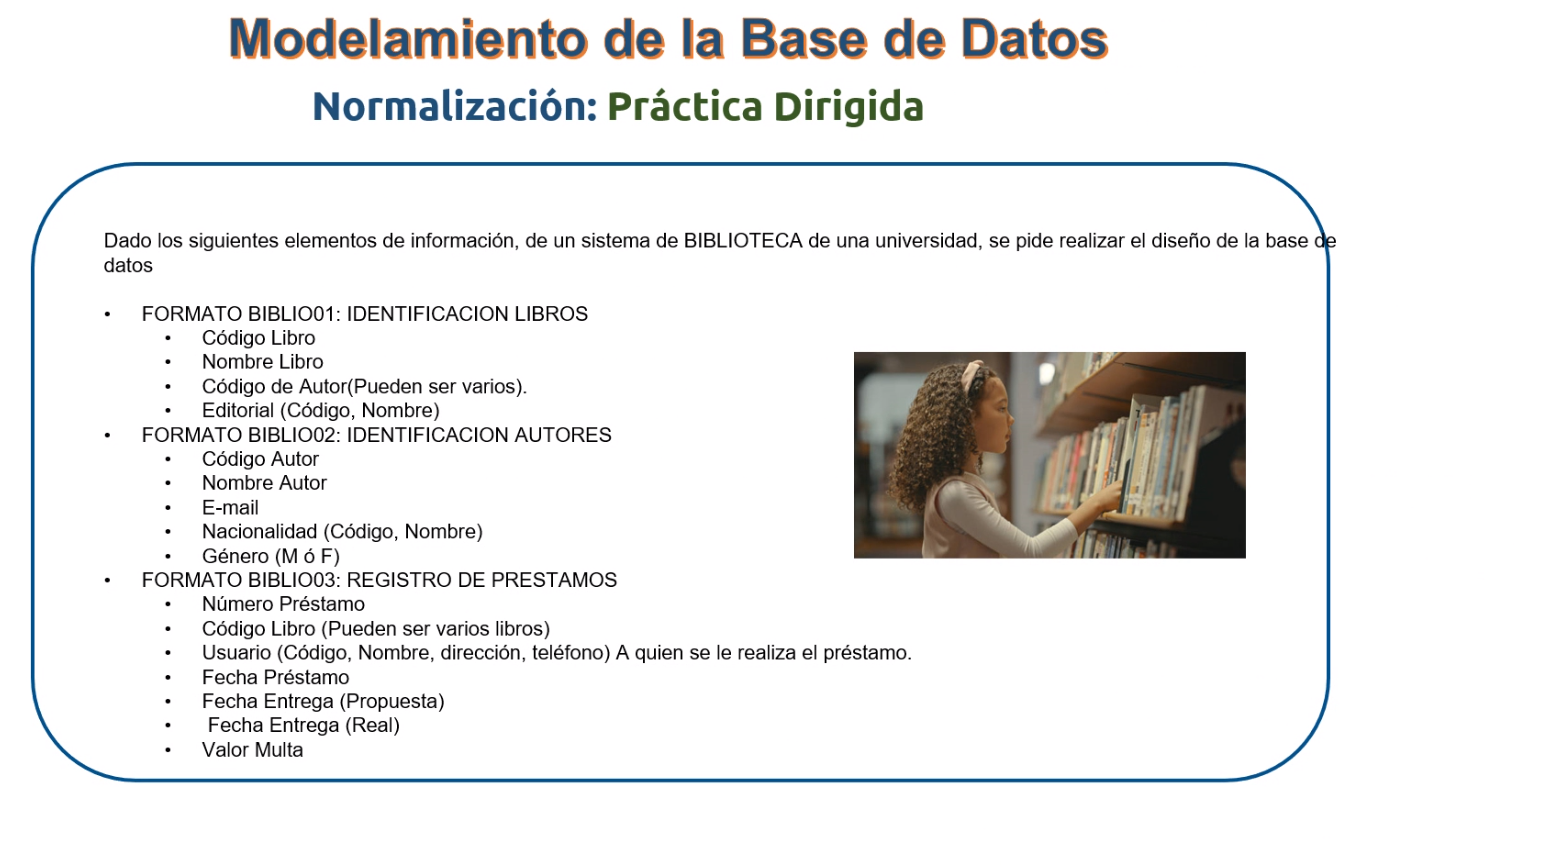 Modelamiento de la Base de Datos
Normalización: Práctica Dirigida
Dado los siguientes elementos de información, de un sistema de BIBLIOTECA de una universidad, se pide realizar el diseño de la base de
datos
• FORMATO BIBLIO01: IDENTIFICACION LIBROS
• Código Libro
• Nombre Libro
• Código de Autor(Pueden ser varios).
• Editorial (Código, Nombre)
• FORMATO BIBLIO02: IDENTIFICACION AUTORES
• Código Autor
• Nombre Autor
• E-mail
• Nacionalidad (Código, Nombre)
• Género (M ó F)
• FORMATO BIBLIO03: REGISTRO DE PRESTAMOS
• Número Préstamo
• Código Libro (Pueden ser varios libros)
• Usuario (Código, Nombre, dirección, teléfono) A quien se le realiza el préstamo.
• Fecha Préstamo
• Fecha Entrega (Propuesta)
• Fecha Entrega (Real)
• Valor Multa